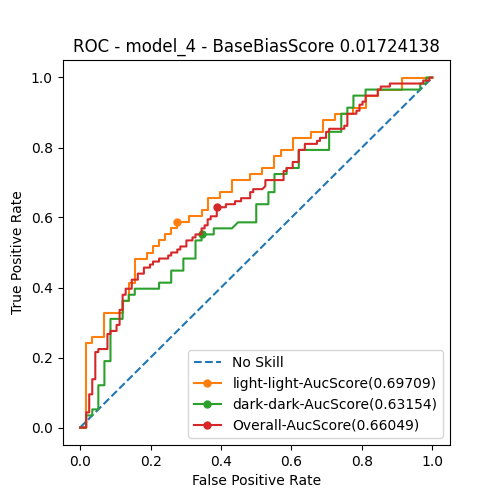 ROC - model_4 - BaseBiasScore 0.01724138
True Positive Rate
1.0
0.8
0.6
0.4
0.2
0.0
No Skill
light-light-AucScore(0.69709)
dark-dark-AucScore(0.63154)
Overall-AucScore(0.66049)
0.0 0.2 0.4 0.6 0.8 1.0
False Positive Rate